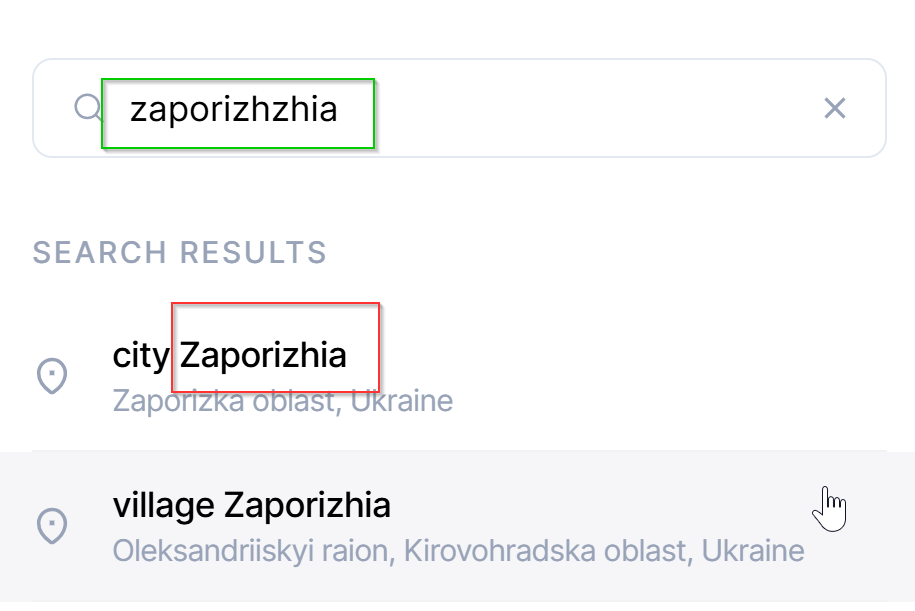 zaporizhzhia
SEARCH RESULTS
city Zaporizhia
Zaporizka oblast, Ukraine
village Zaporizhia
Oleksandriiskyi raion, Kirovohradska oblast, Ukraine